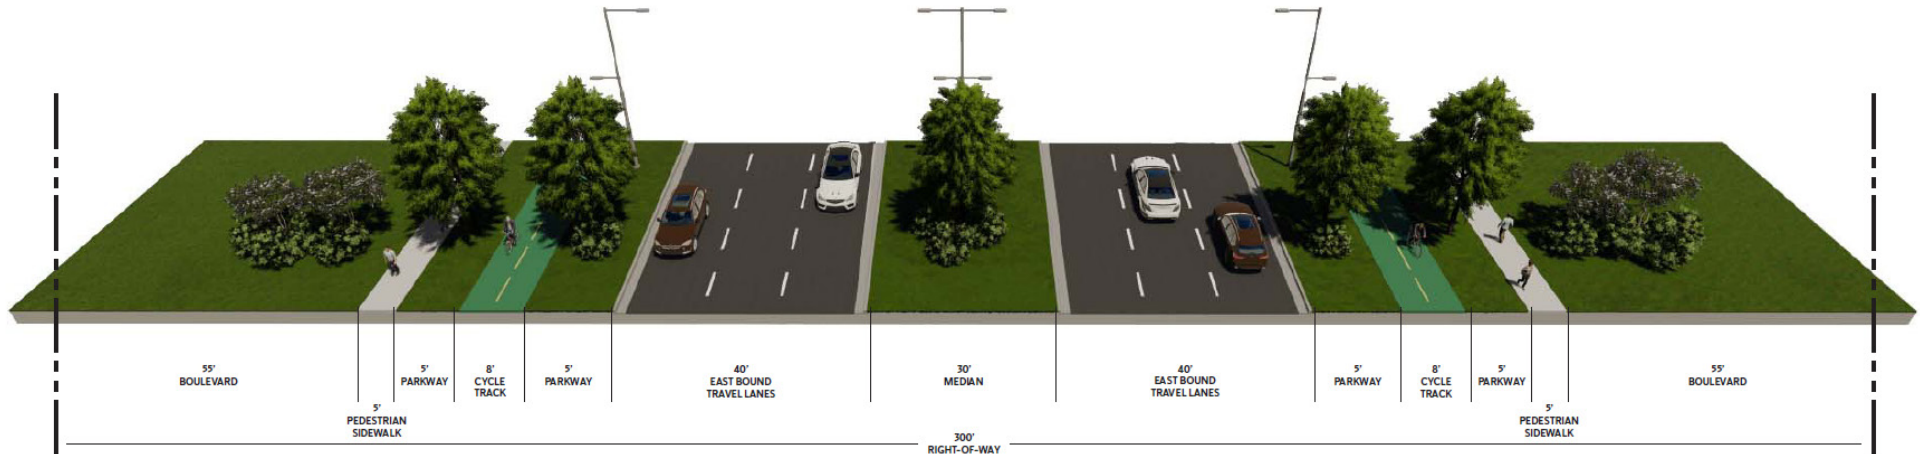 55'
BOULEVARD
5'
PEDESTRIAN
SIDEWALK
5'
PARKWAY
8'
CYCLE
TRACK
5'
PARKWAY
40'
EAST BOUND
TRAVEL LANES
30'
MEDIAN
40'
EAST BOUND
TRAVEL LANES
5'
PARKWAY
8'
CYCLE
TRACK
5'
PARKWAY
5'
PEDESTRIAN
SIDEWALK
55'
BOULEVARD
300'
RIGHT-OF-WAY